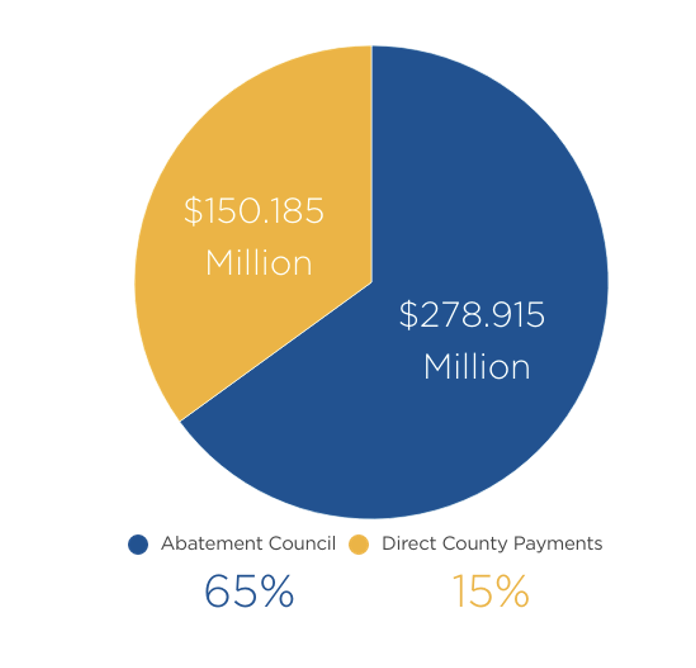 $150.185
Million
$278.915
Million
Abatement Council Direct County Payments
65% 15%